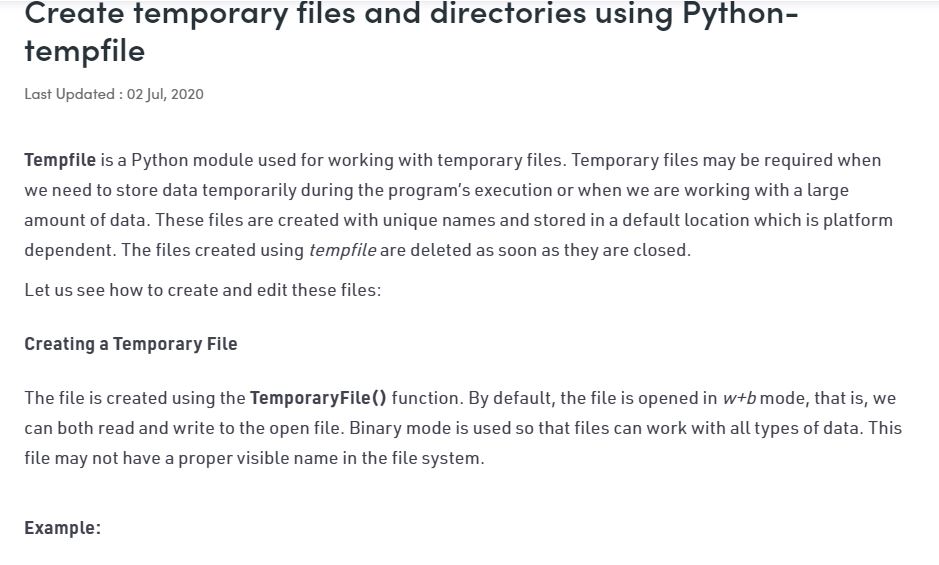 Create temporary files and directories using Python-
tempfile
Last Updated : 02 Jul, 2020
Tempfile is a Python module used for working with temporary files. Temporary files may be required when
we need to store data temporarily during the program's execution or when we are working with a large
amount of data. These files are created with unique names and stored in a default location which is platform
dependent. The files created using tempfile are deleted as soon as they are closed.
Let us see how to create and edit these files:
Creating a Temporary File
The file is created using the TemporaryFile() function. By default, the file is opened in w+b mode, that is, we
can both read and write to the open file. Binary mode is used so that files can work with all types of data. This
file may not have a proper visible name in the file system.
Example: